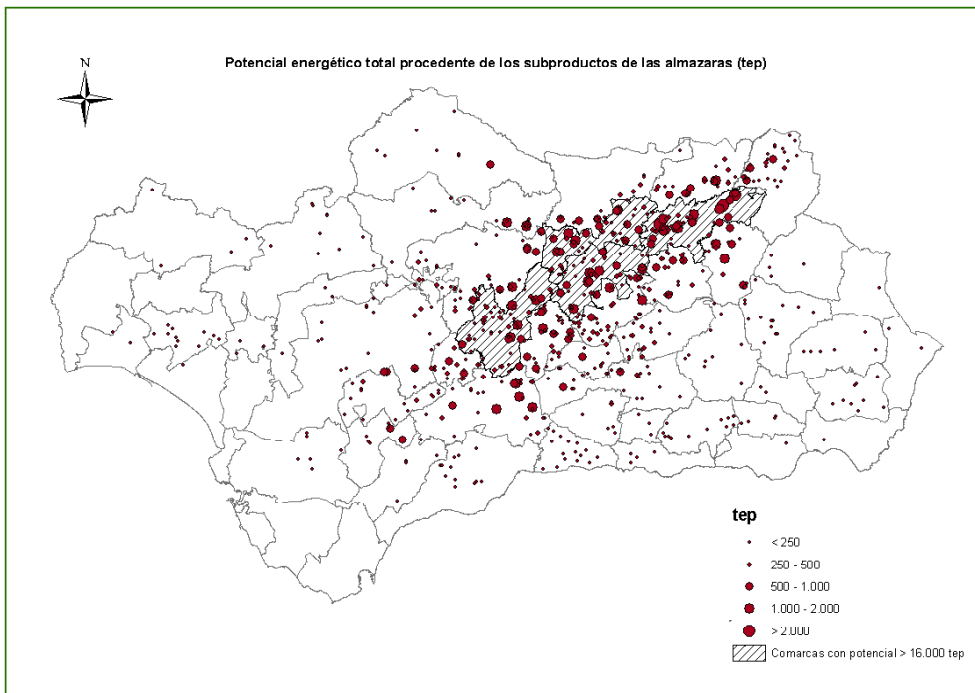 Potencial energético total procedente de los subproductos de las almazaras (tep)
N
tep
< 250
250 - 500
500 - 1.000
1.000 - 2.000
> 2.000
Comarcas con potencial > 16.000 tep